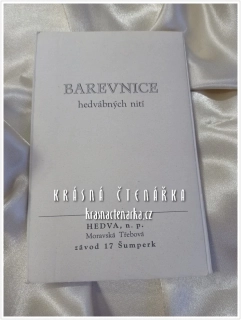 BAREVNICE
hedvábných nití
KRÁSNÁ ČTENÁŘKA
krasnactenarka.cz
HEDVA, n. p.
Moravská Třebová
závod 17 Šumperk